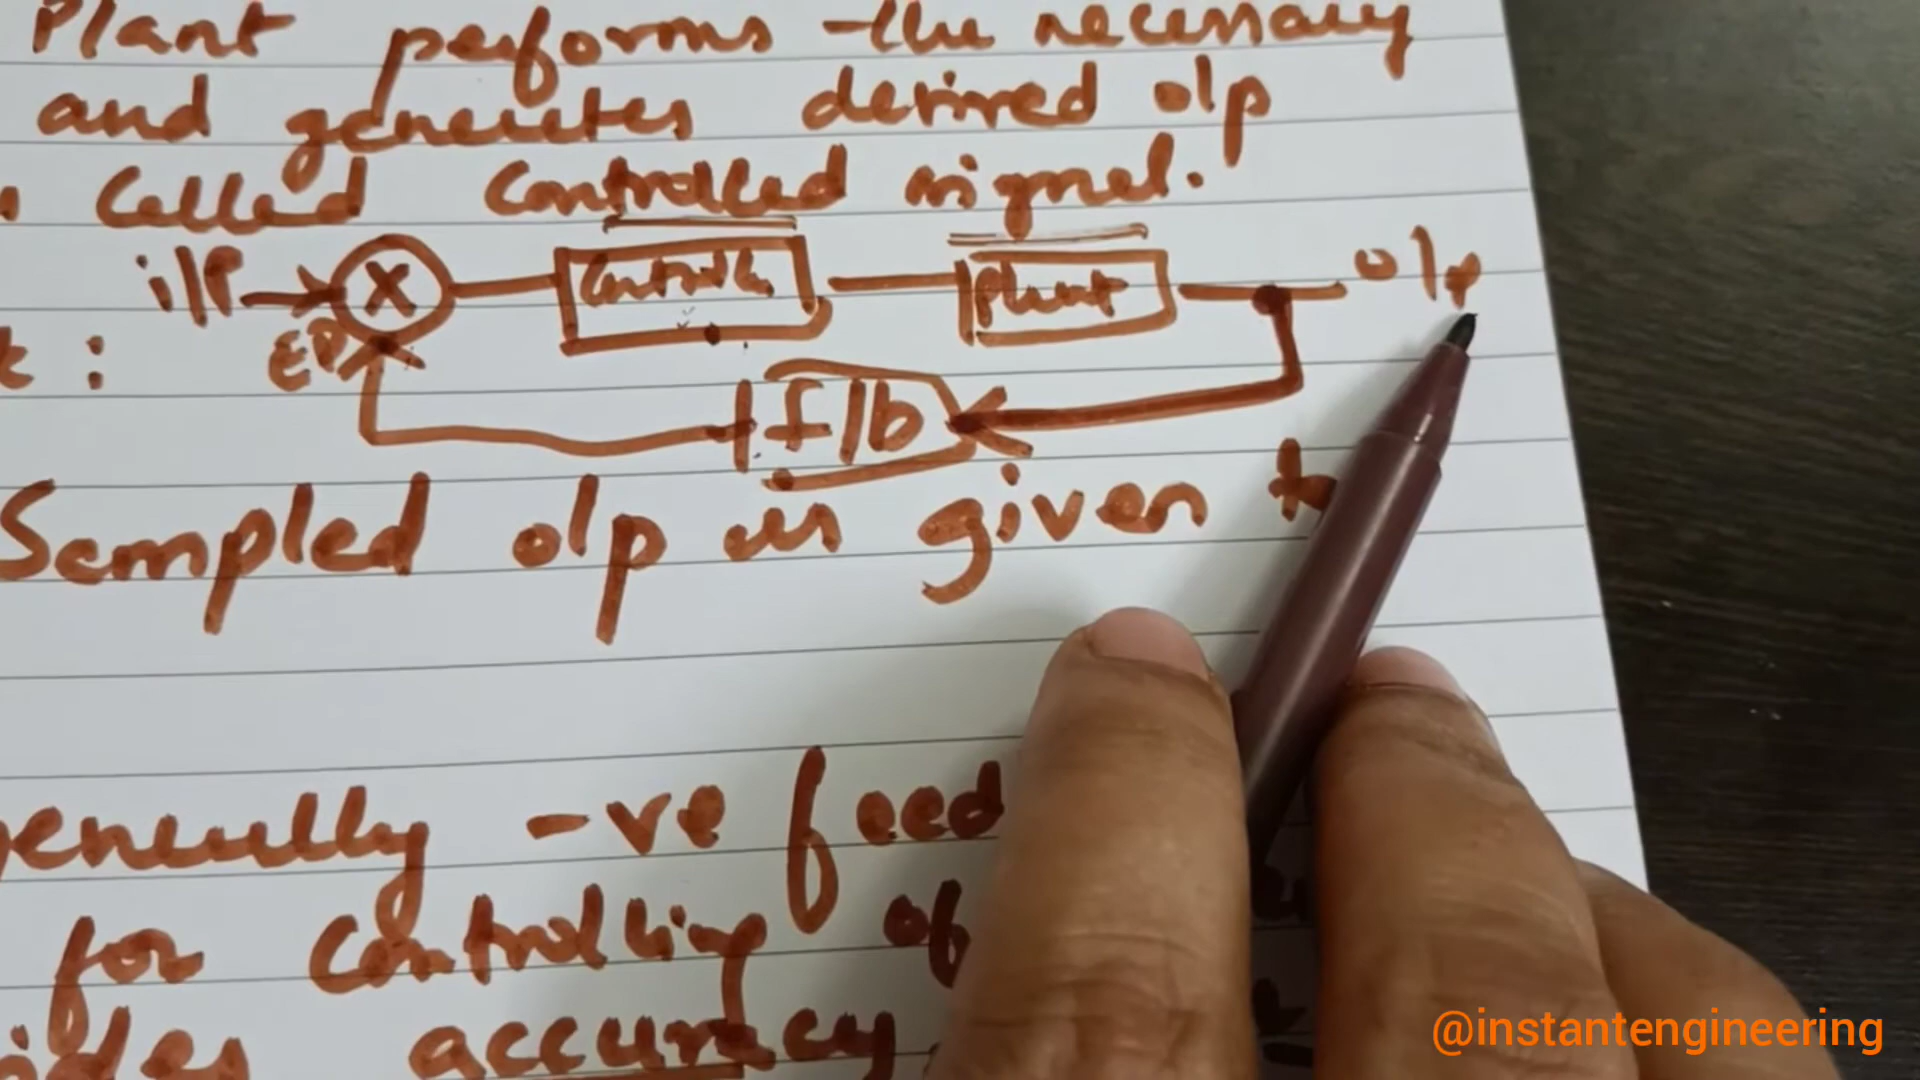 Plant performs the necessary
and generates desired o/p
called controlled signal.
i/P X Controller Plant o/p
ED
:
f/b
Sampled o/p is given to
generally -ve feed
for controlling of
accuracy
@instantengineering